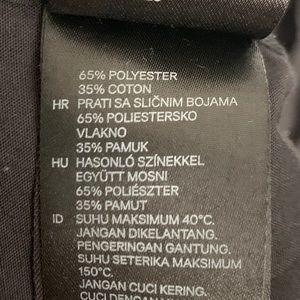 65% POLYESTER
35% COTON
HR PRATI SA SLIČNIM BOJAMA
65% POLIESTERSKO
VLAKNO
35% PAMUK
HU HASONLÓ SZÍNEKKEL
EGYÜTT MOSNI
65% POLIÉSZTER
35% PAMUT
ID SUHU MAKSIMUM 40°C.
JANGAN DIKELANTANG.
PENGERINGAN GANTUNG.
SUHU SETERIKA MAKSIMUM
150°C.
JANGAN CUCI KERING.
CUCI DENGAN